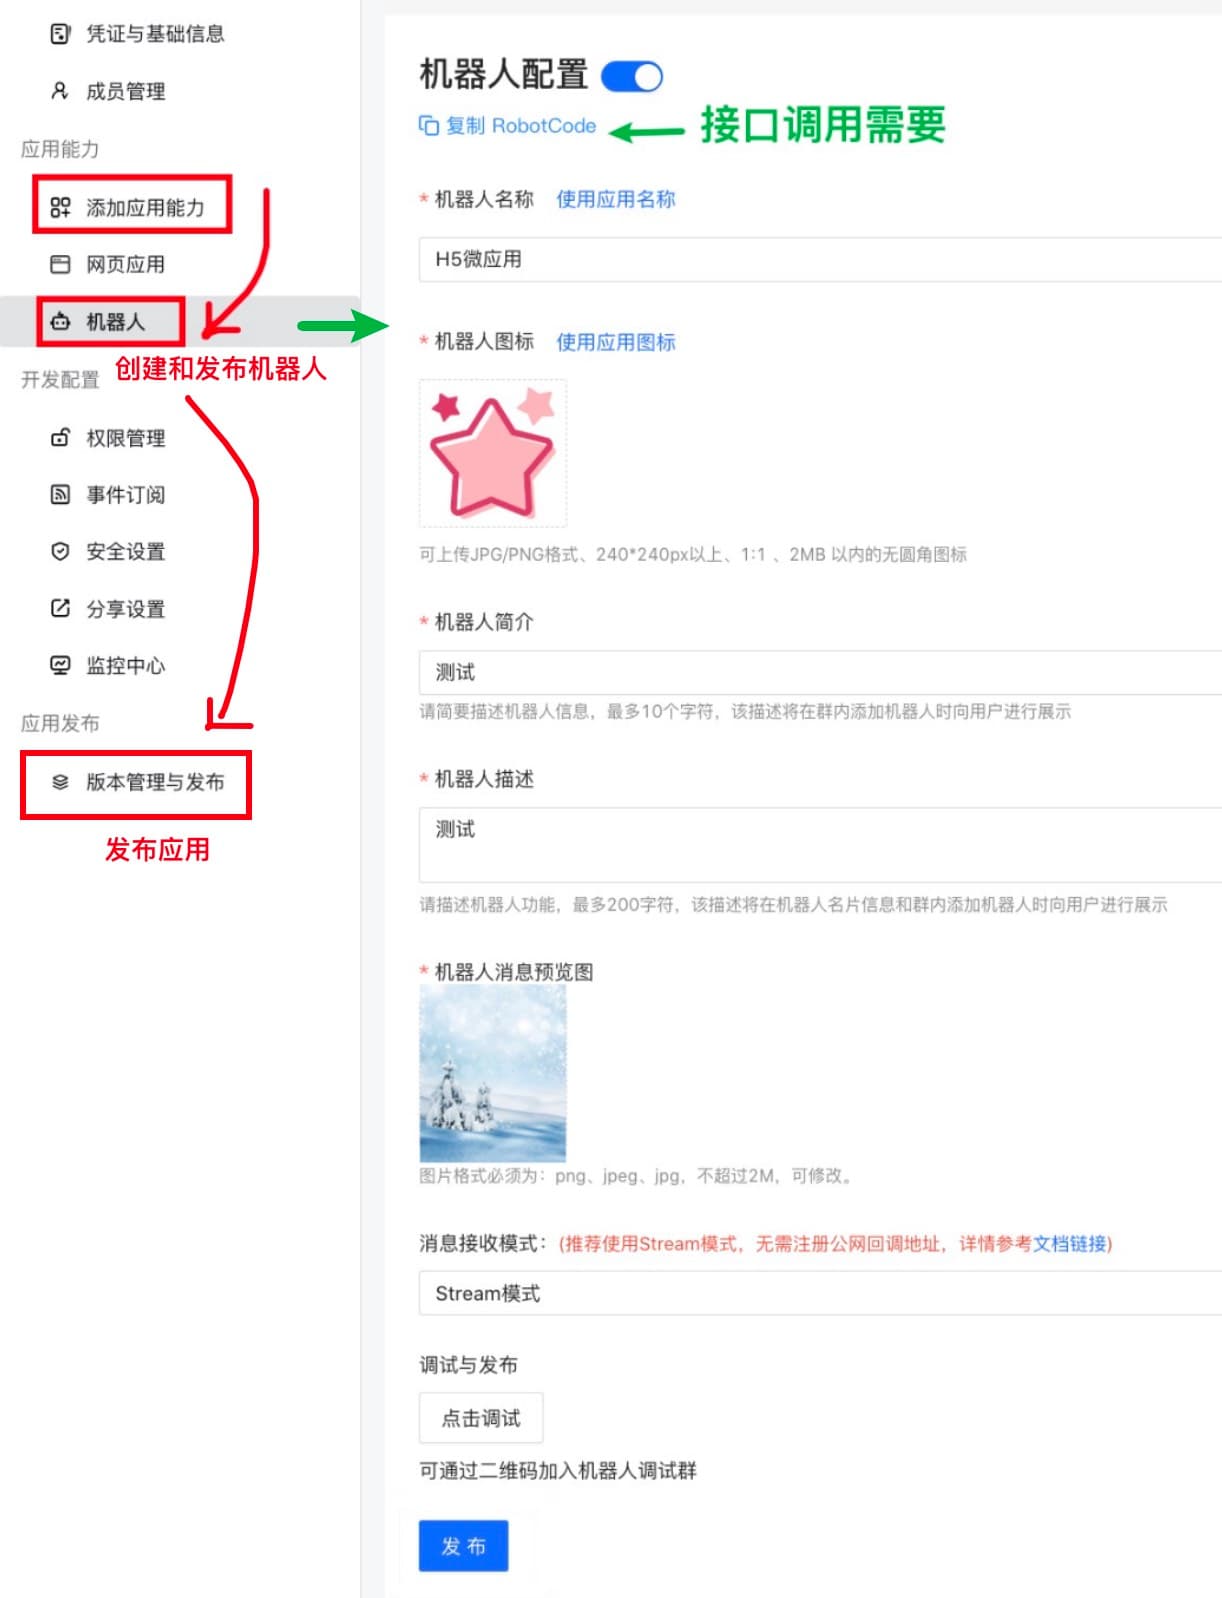 凭证与基础信息
成员管理
应用能力
添加应用能力
网页应用
机器人
创建和发布机器人
开发配置
权限管理
事件订阅
安全设置
分享设置
监控中心
应用发布
版本管理与发布
发布应用
机器人配置
复制 RobotCode
接口调用需要
* 机器人名称 使用应用名称
H5微应用
* 机器人图标 使用应用图标
可上传JPG/PNG格式、240*240px以上、1:1 、2MB 以内的无圆角图标
* 机器人简介
测试
请简要描述机器人信息，最多10个字符，该描述将在群内添加机器人时向用户进行展示
* 机器人描述
测试
请描述机器人功能，最多200字符，该描述将在机器人名片信息和群内添加机器人时向用户进行展示
* 机器人消息预览图
图片格式必须为：png、jpeg、jpg，不超过2M，可修改。
消息接收模式：(推荐使用Stream模式，无需注册公网回调地址，详情参考文档链接)
Stream模式
调试与发布
点击调试
可通过二维码加入机器人调试群
发 布